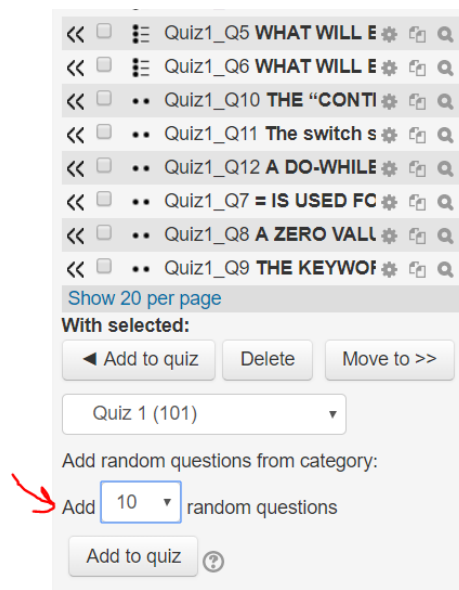 Quiz1_Q5 WHAT WILL B
Quiz1_Q6 WHAT WILL B
Quiz1_Q10 THE “CONTI
Quiz1_Q11 The switch s
Quiz1_Q12 A DO-WHILE
Quiz1_Q7 = IS USED FO
Quiz1_Q8 A ZERO VALU
Quiz1_Q9 THE KEYWOR
Show 20 per page
With selected:
◄ Add to quiz Delete Move to >>
Quiz 1 (101)
Add random questions from category:
Add 10 random questions
Add to quiz ?